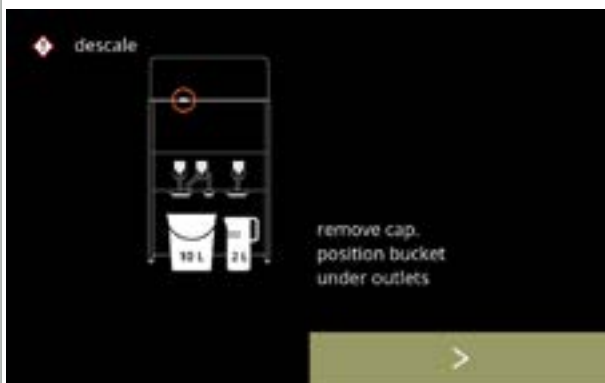 descale
10 L
2 L
remove cap.
position bucket
under outlets
>